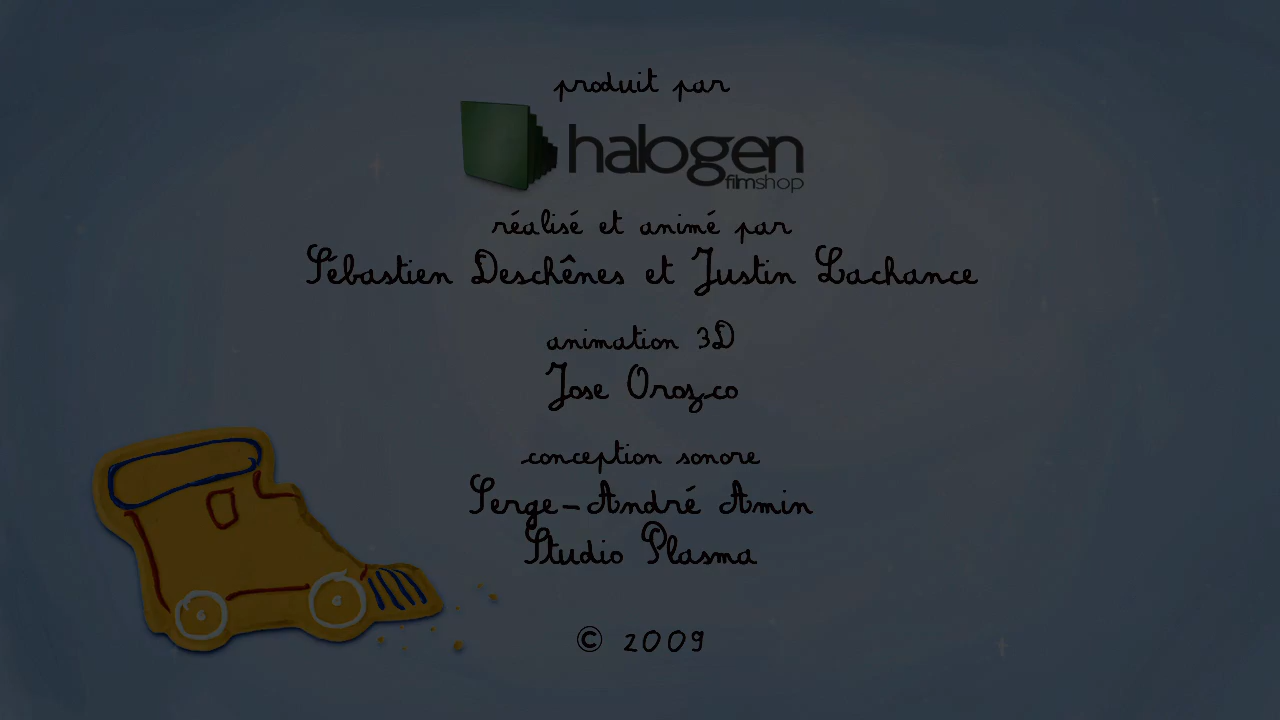 produit par
halogen
filmshop
réalisé et animé par
Sébastien Deschênes et Justin Lachance
animation 3D
Jose Orozco
conception sonore
Serge-André Amin
Studio Plasma
© 2009